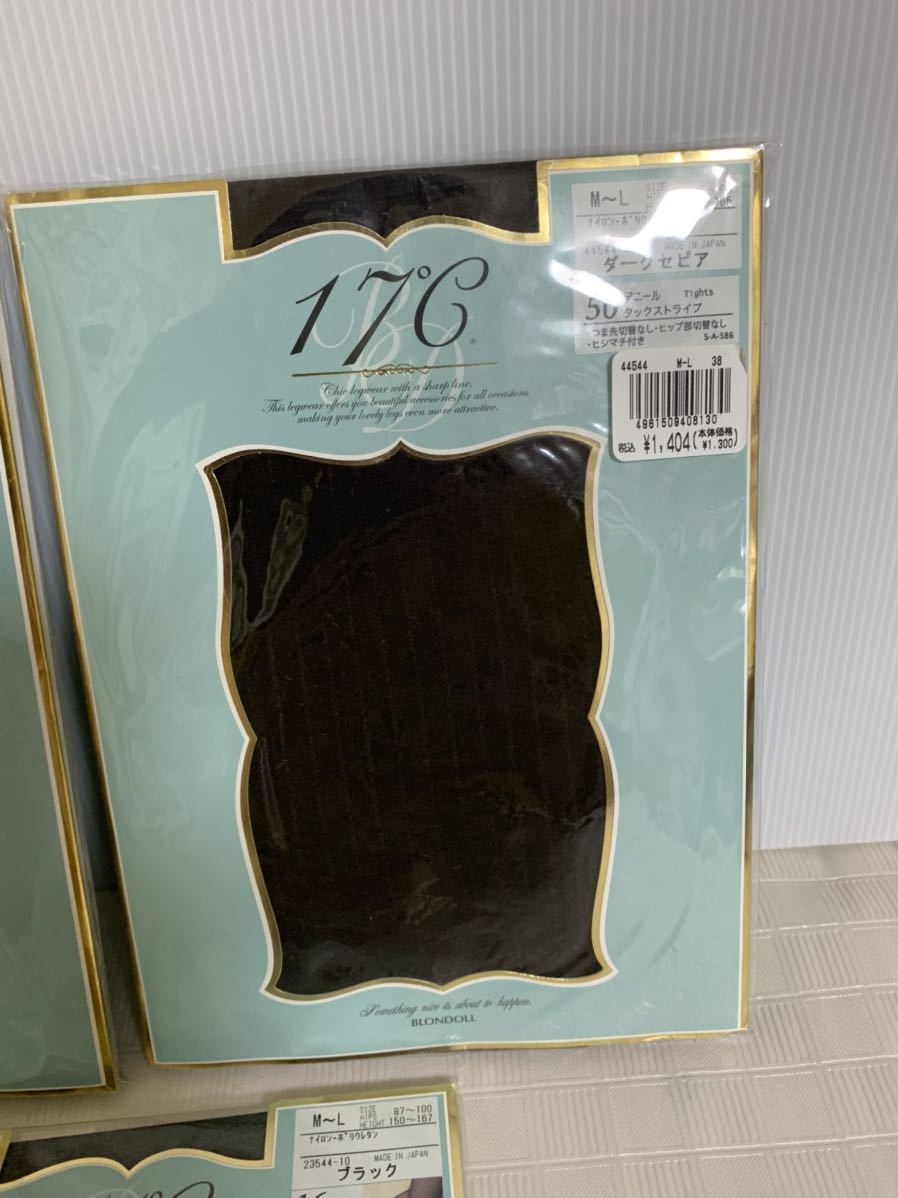 17℃
BD
Chic legwear with a sharp line.
This legwear offers you beautiful accessories for all occasions
making your lovely legs even more attractive.
M〜L
SIZE
ナイロン・ポリウレ
44544
MADE IN JAPAN
ダークセピア
50 デニール Tights
タックストライプ
・つま先切替なし・ヒップ部切替なし
・ヒシマチ付き S-A-586
44544 M-L 38
4981509408130
税込 ¥1,404(本体価格 ¥1.300)
Something nice is about to happen.
BLONDOLL
M〜L
SIZE
HIPS 87〜100
HEIGHT 150〜167
ナイロン・ポリウレタン
23544-10 MADE IN JAPAN
ブラック